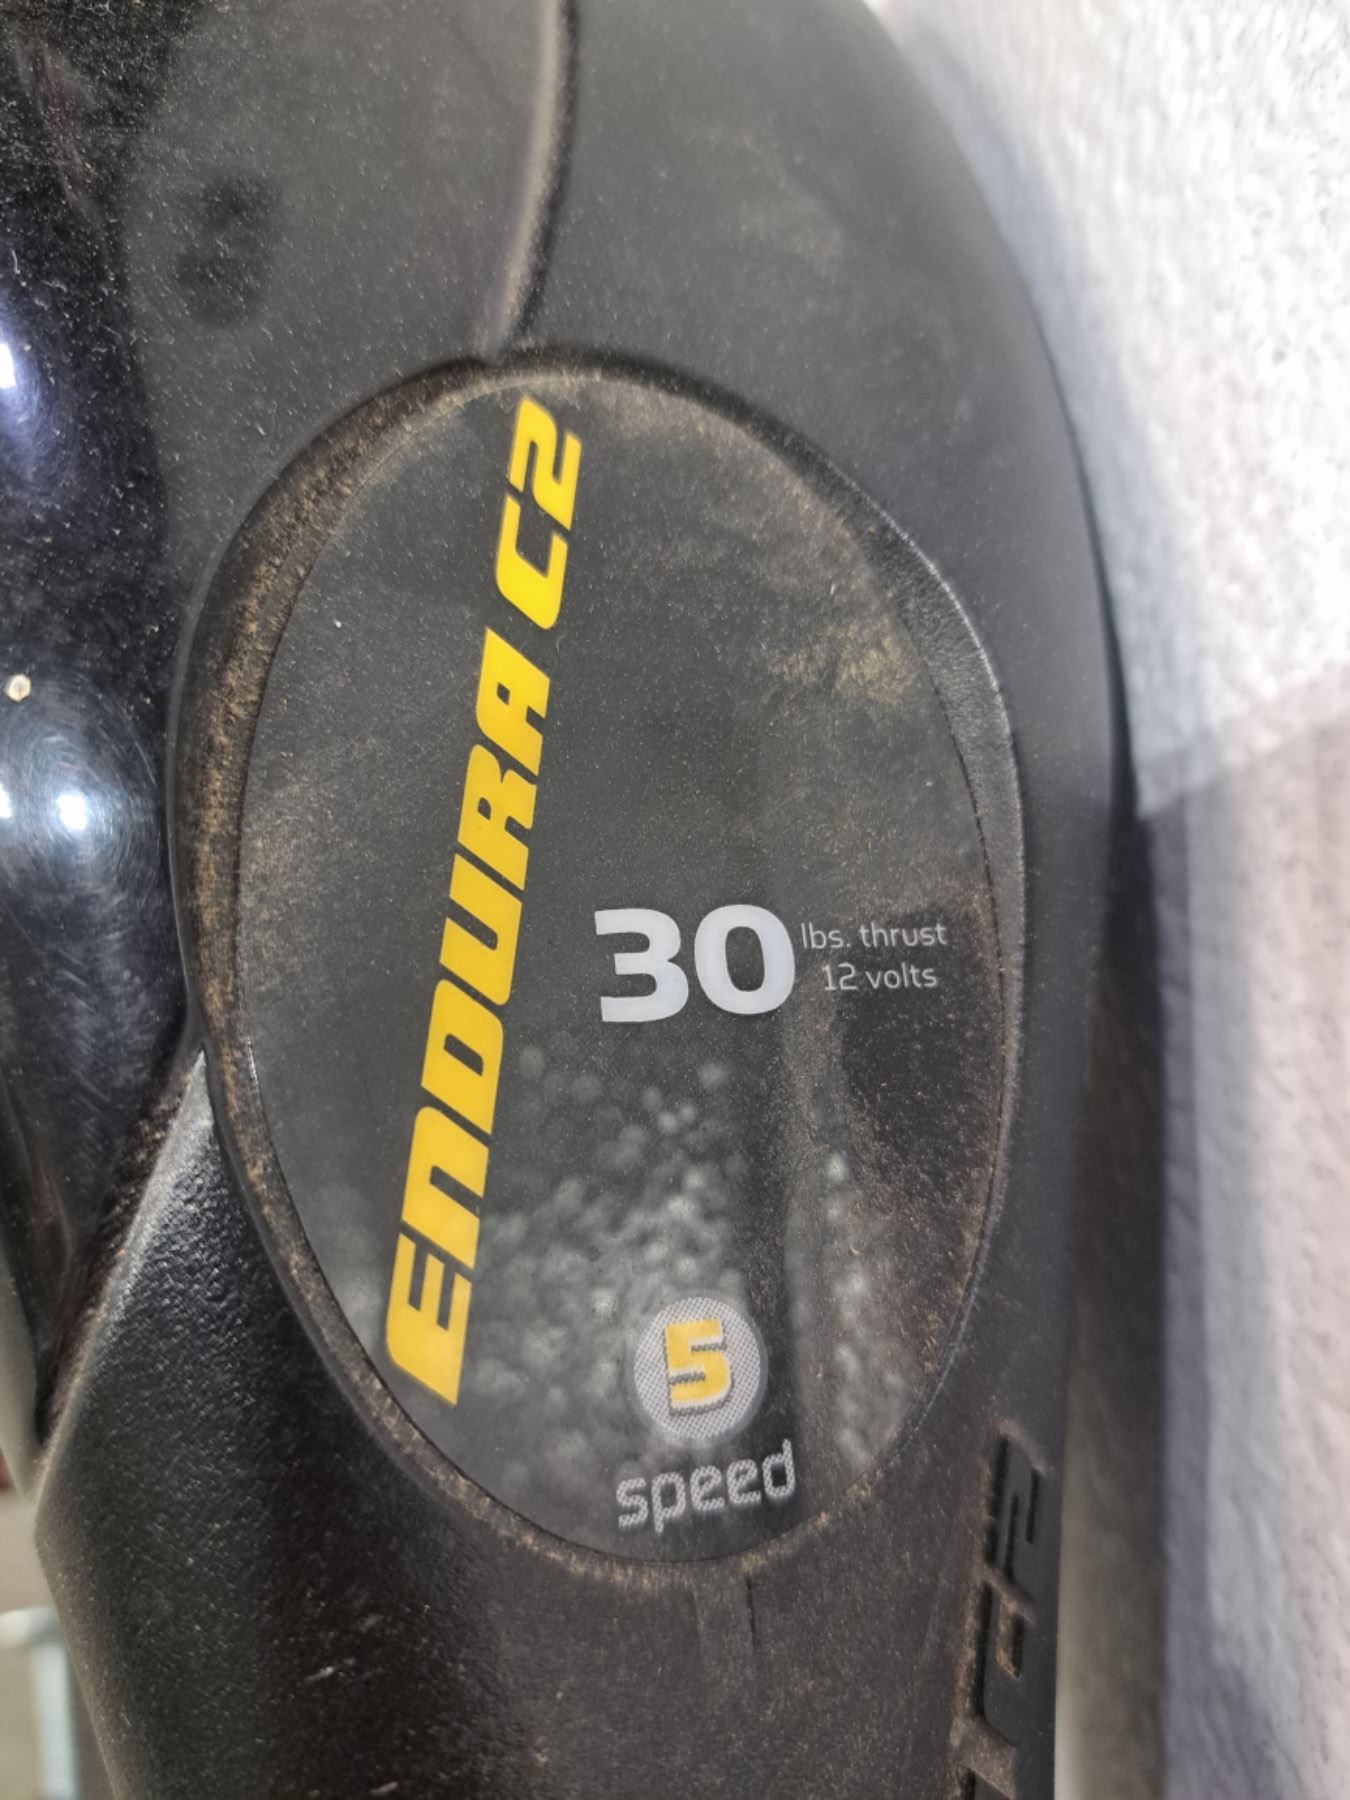 ENDURA C2
30 lbs. thrust
12 volts
5
speed